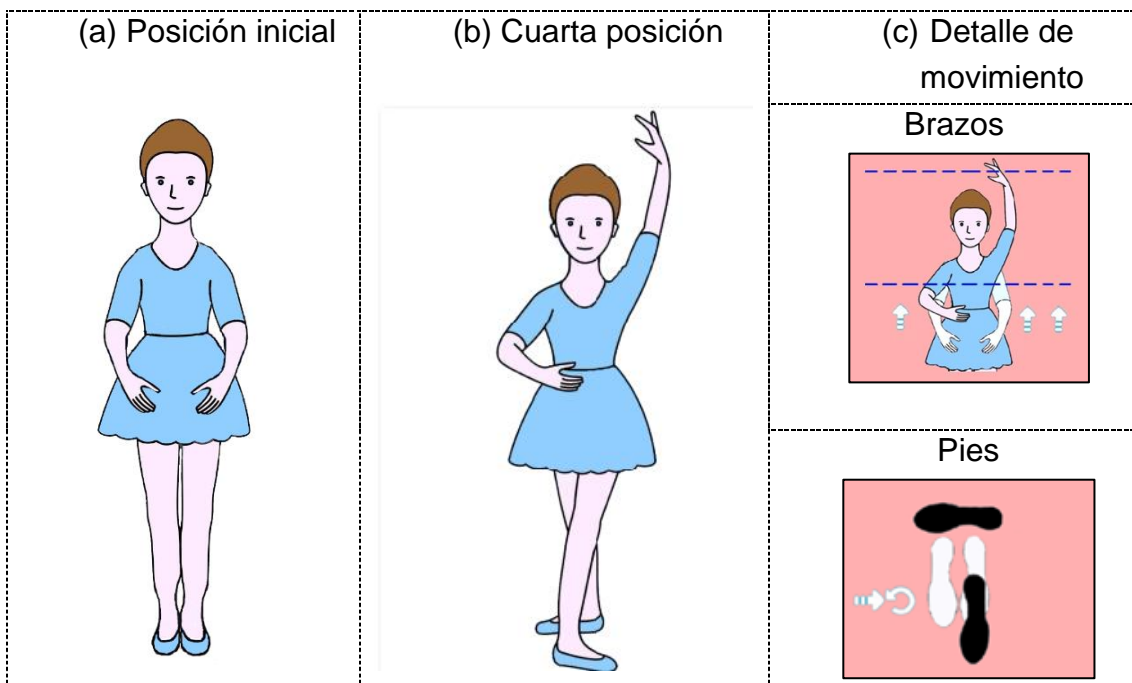 (a) Posición inicial
(b) Cuarta posición
(c) Detalle de
movimiento
Brazos
Pies